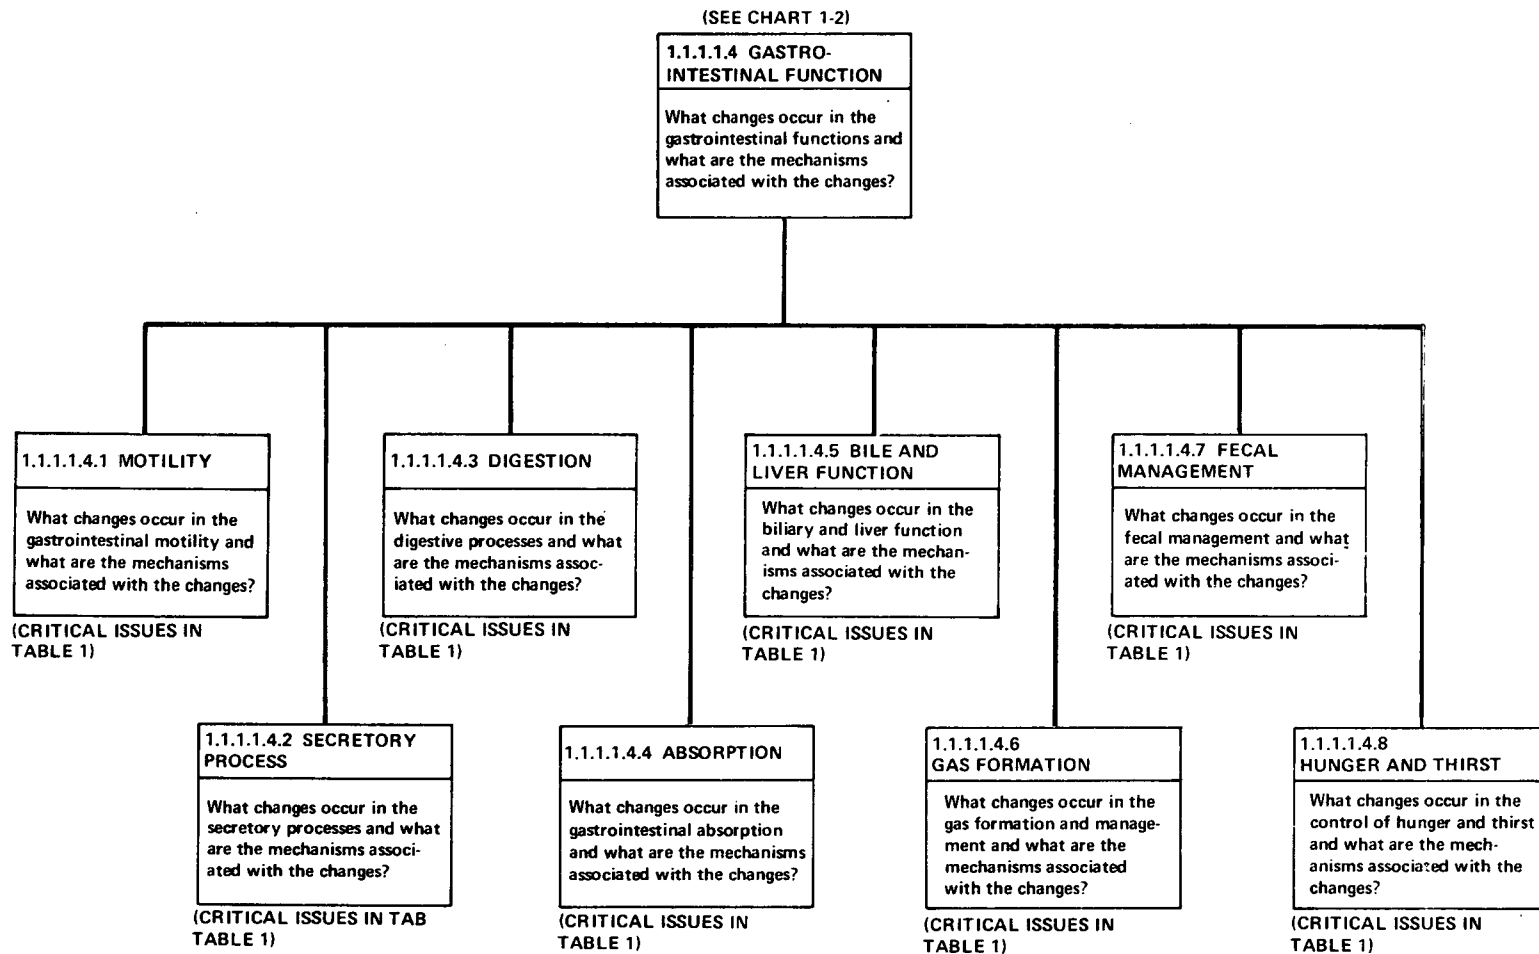 (SEE CHART 1-2)
1.1.1.1.4 GASTRO-
INTESTINAL FUNCTION
What changes occur in the
gastrointestinal functions and
what are the mechanisms
associated with the changes?
1.1.1.1.4.1 MOTILITY
What changes occur in the
gastrointestinal motility and
what are the mechanisms
associated with the changes?
(CRITICAL ISSUES IN
TABLE 1)
1.1.1.1.4.3 DIGESTION
What changes occur in the
digestive processes and what
are the mechanisms assoc-
iated with the changes?
(CRITICAL ISSUES IN
TABLE 1)
1.1.1.1.4.5 BILE AND
LIVER FUNCTION
What changes occur in the
biliary and liver function
and what are the mechan-
isms associated with the
changes?
(CRITICAL ISSUES IN
TABLE 1)
1.1.1.1.4.7 FECAL
MANAGEMENT
What changes occur in the
fecal management and what
are the mechanisms associ-
ated with the changes?
(CRITICAL ISSUES IN
TABLE 1)
1.1.1.1.4.2 SECRETORY
PROCESS
What changes occur in the
secretory processes and what
are the mechanisms associ-
ated with the changes?
(CRITICAL ISSUES IN TAB
TABLE 1)
1.1.1.1.4.4 ABSORPTION
What changes occur in the
gastrointestinal absorption
and what are the mechanisms
associated with the changes?
(CRITICAL ISSUES IN
TABLE 1)
1.1.1.1.4.6
GAS FORMATION
What changes occur in the
gas formation and manage-
ment and what are the
mechanisms associated
with the changes?
(CRITICAL ISSUES IN
TABLE 1)
1.1.1.1.4.8
HUNGER AND THIRST
What changes occur in the
control of hunger and thirst
and what are the mech-
anisms associated with the
changes?
(CRITICAL ISSUES IN
TABLE 1)